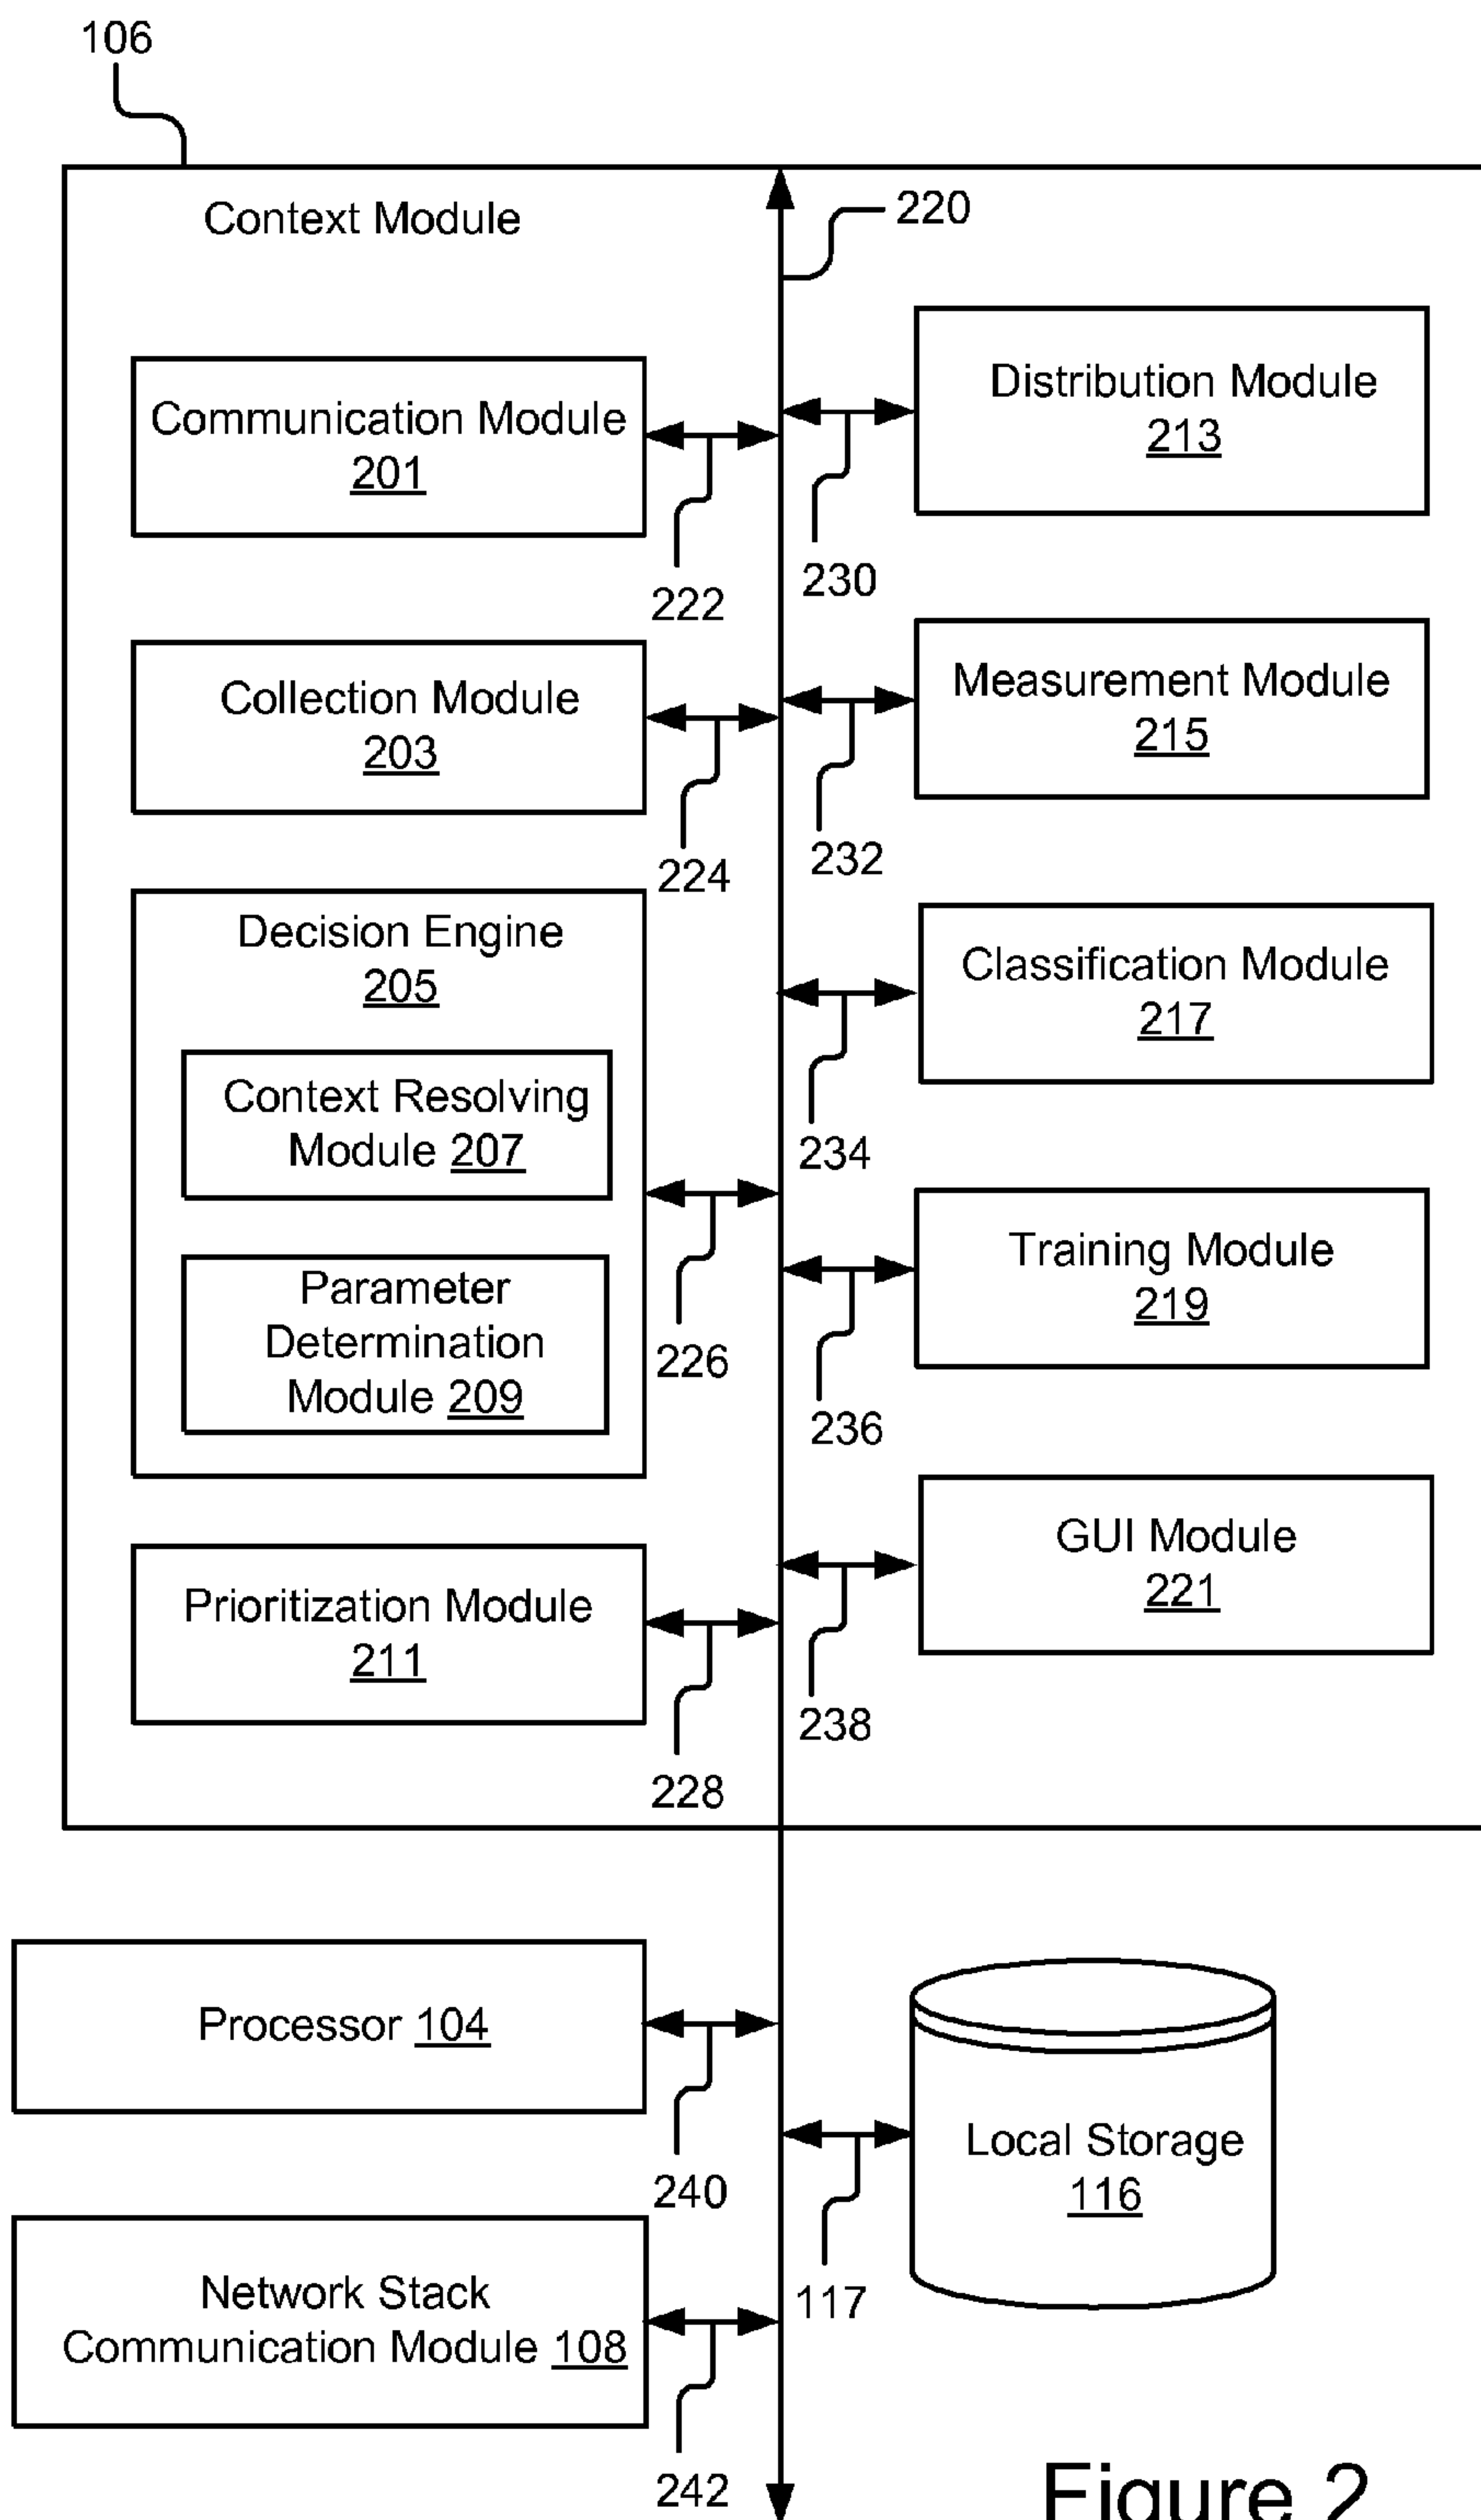 106
Context Module
220
Communication Module
201
222
Distribution Module
213
230
Collection Module
203
224
Measurement Module
215
232
Decision Engine
205
Context Resolving
Module 207
Parameter
Determination
Module 209
226
Classification Module
217
234
Training Module
219
236
Prioritization Module
211
228
GUI Module
221
238
Processor 104
240
Local Storage
116
117
Network Stack
Communication Module 108
242
Figure 2